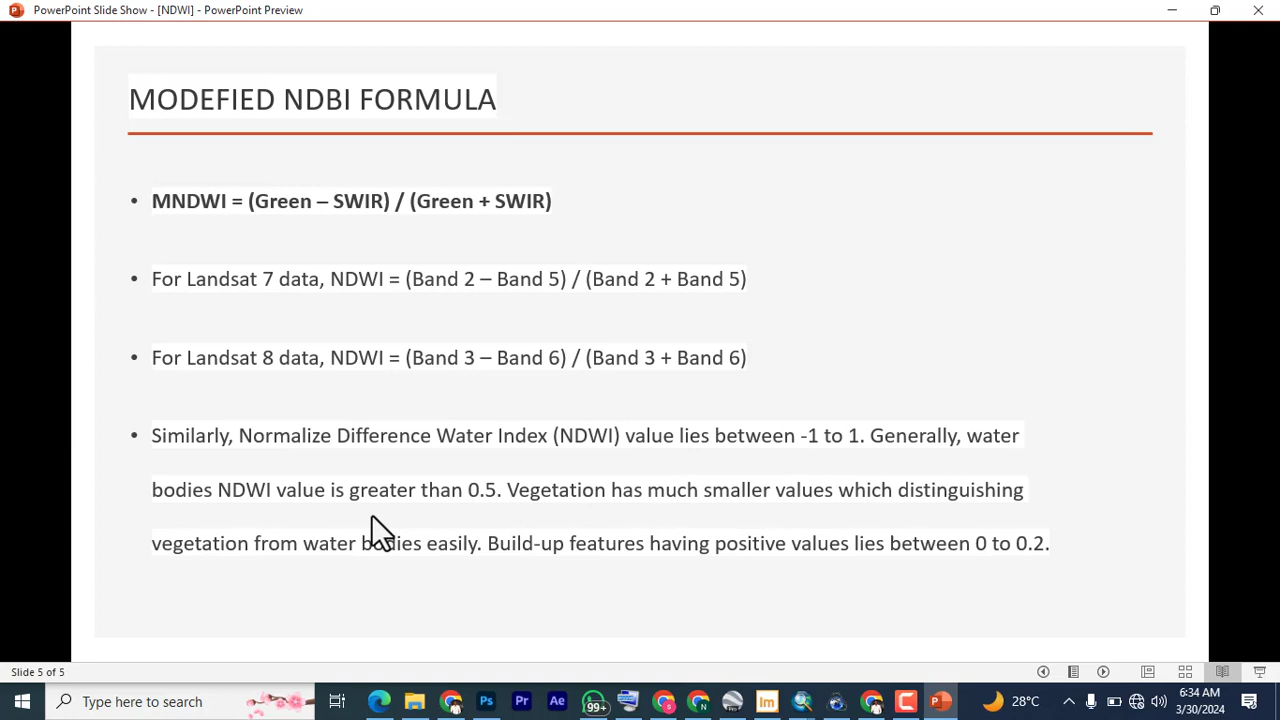 PowerPoint Slide Show - [NDWI] - PowerPoint Preview
MODEFIED NDBI FORMULA
• MNDWI = (Green – SWIR) / (Green + SWIR)
• For Landsat 7 data, NDWI = (Band 2 – Band 5) / (Band 2 + Band 5)
• For Landsat 8 data, NDWI = (Band 3 – Band 6) / (Band 3 + Band 6)
• Similarly, Normalize Difference Water Index (NDWI) value lies between -1 to 1. Generally, water
bodies NDWI value is greater than 0.5. Vegetation has much smaller values which distinguishing
vegetation from water bodies easily. Build-up features having positive values lies between 0 to 0.2.
Slide 5 of 5
Type here to search
Ps
Pr
Ae
99+
S
N
im
28°C
6:34 AM
3/30/2024